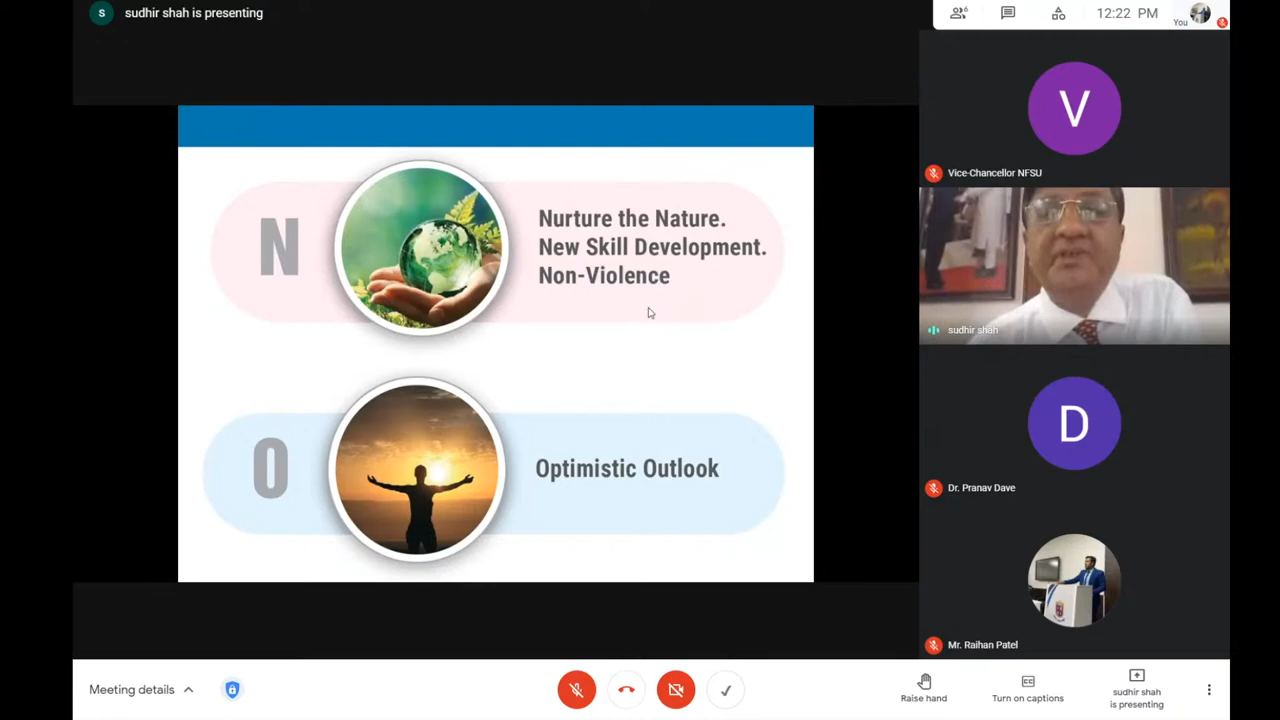 S
sudhir shah is presenting
6
12:22 PM
You
N
Nurture the Nature.
New Skill Development.
Non-Violence
O
Optimistic Outlook
V
Vice-Chancellor NFSU
sudhir shah
D
Dr. Pranav Dave
Mr. Raihan Patel
Meeting details
Raise hand
CC
Turn on captions
sudhir shah
is presenting